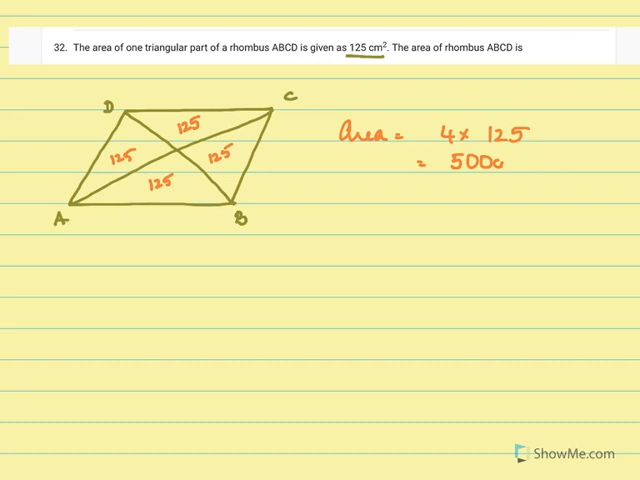 32. The area of one triangular part of a rhombus ABCD is given as 125 cm². The area of rhombus ABCD is
D
C
125
125
125
125
A
B
Area = 4 × 125
= 500c
ShowMe.com